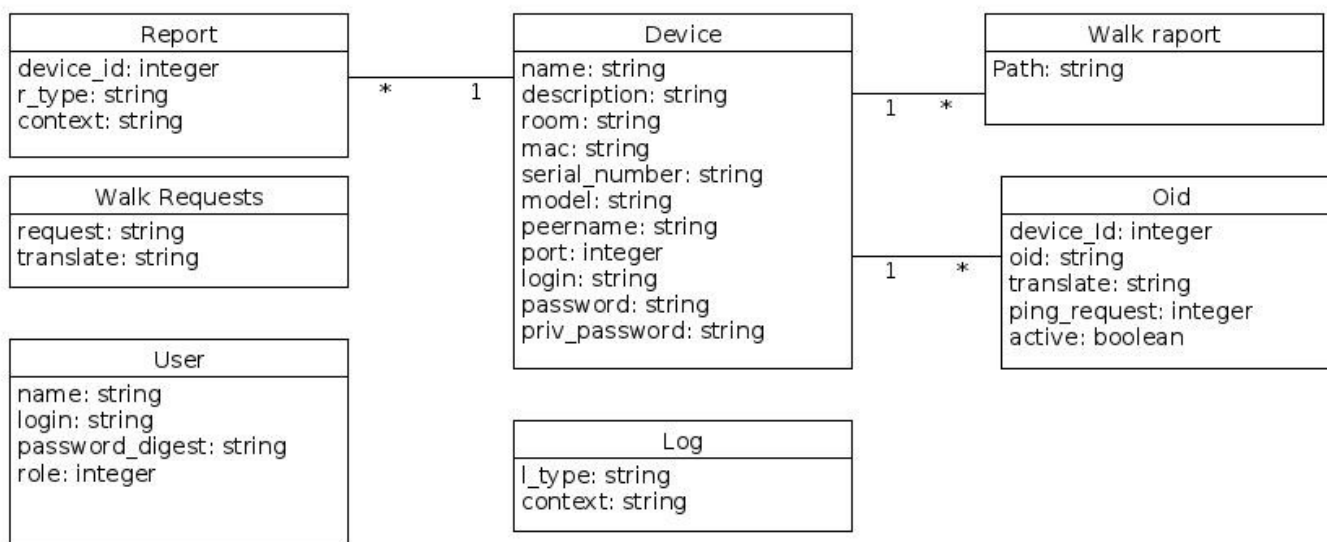 Report
device_id: integer
r_type: string
context: string
*
1
Device
name: string
description: string
room: string
mac: string
serial_number: string
model: string
peername: string
port: integer
login: string
password: string
priv_password: string
1
*
Walk raport
Path: string
Walk Requests
request: string
translate: string
1
*
Oid
device_Id: integer
oid: string
translate: string
ping_request: integer
active: boolean
User
name: string
login: string
password_digest: string
role: integer
Log
l_type: string
context: string